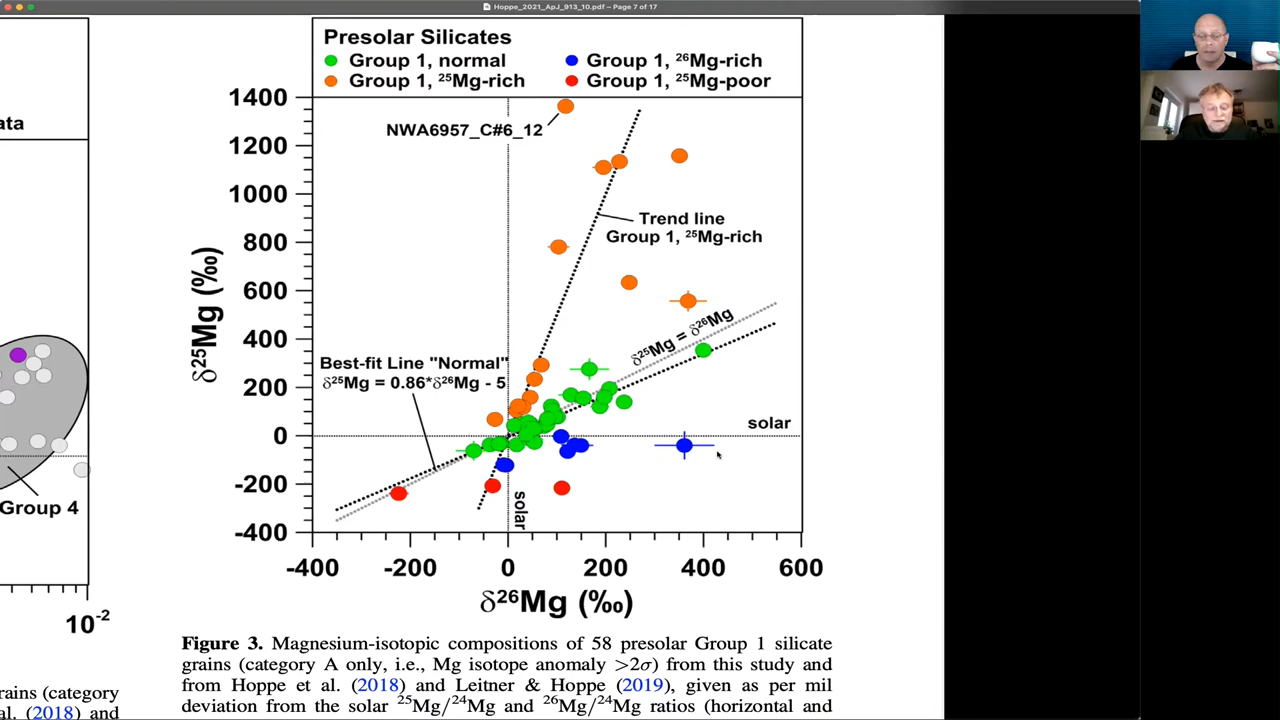 Hoppe_2021_ApJ_913_10.pdf – Page 7 of 17
ata
Group 4
10⁻²
rains (category
al. (2018) and
Presolar Silicates
Group 1, normal
Group 1, ²⁶Mg-rich
Group 1, ²⁵Mg-rich
Group 1, ²⁵Mg-poor
1400
1200
1000
800
600
400
200
0
-200
-400
δ²⁵Mg (‰)
NWA6957_C#6_12
Trend line
Group 1, ²⁵Mg-rich
δ²⁵Mg = δ²⁶Mg
Best-fit Line "Normal"
δ²⁵Mg = 0.86*δ²⁶Mg - 5
solar
solar
-400
-200
0
200
400
600
δ²⁶Mg (‰)
Figure 3. Magnesium-isotopic compositions of 58 presolar Group 1 silicate
grains (category A only, i.e., Mg isotope anomaly >2σ) from this study and
from Hoppe et al. (2018) and Leitner & Hoppe (2019), given as per mil
deviation from the solar ²⁵Mg/²⁴Mg and ²⁶Mg/²⁴Mg ratios (horizontal and